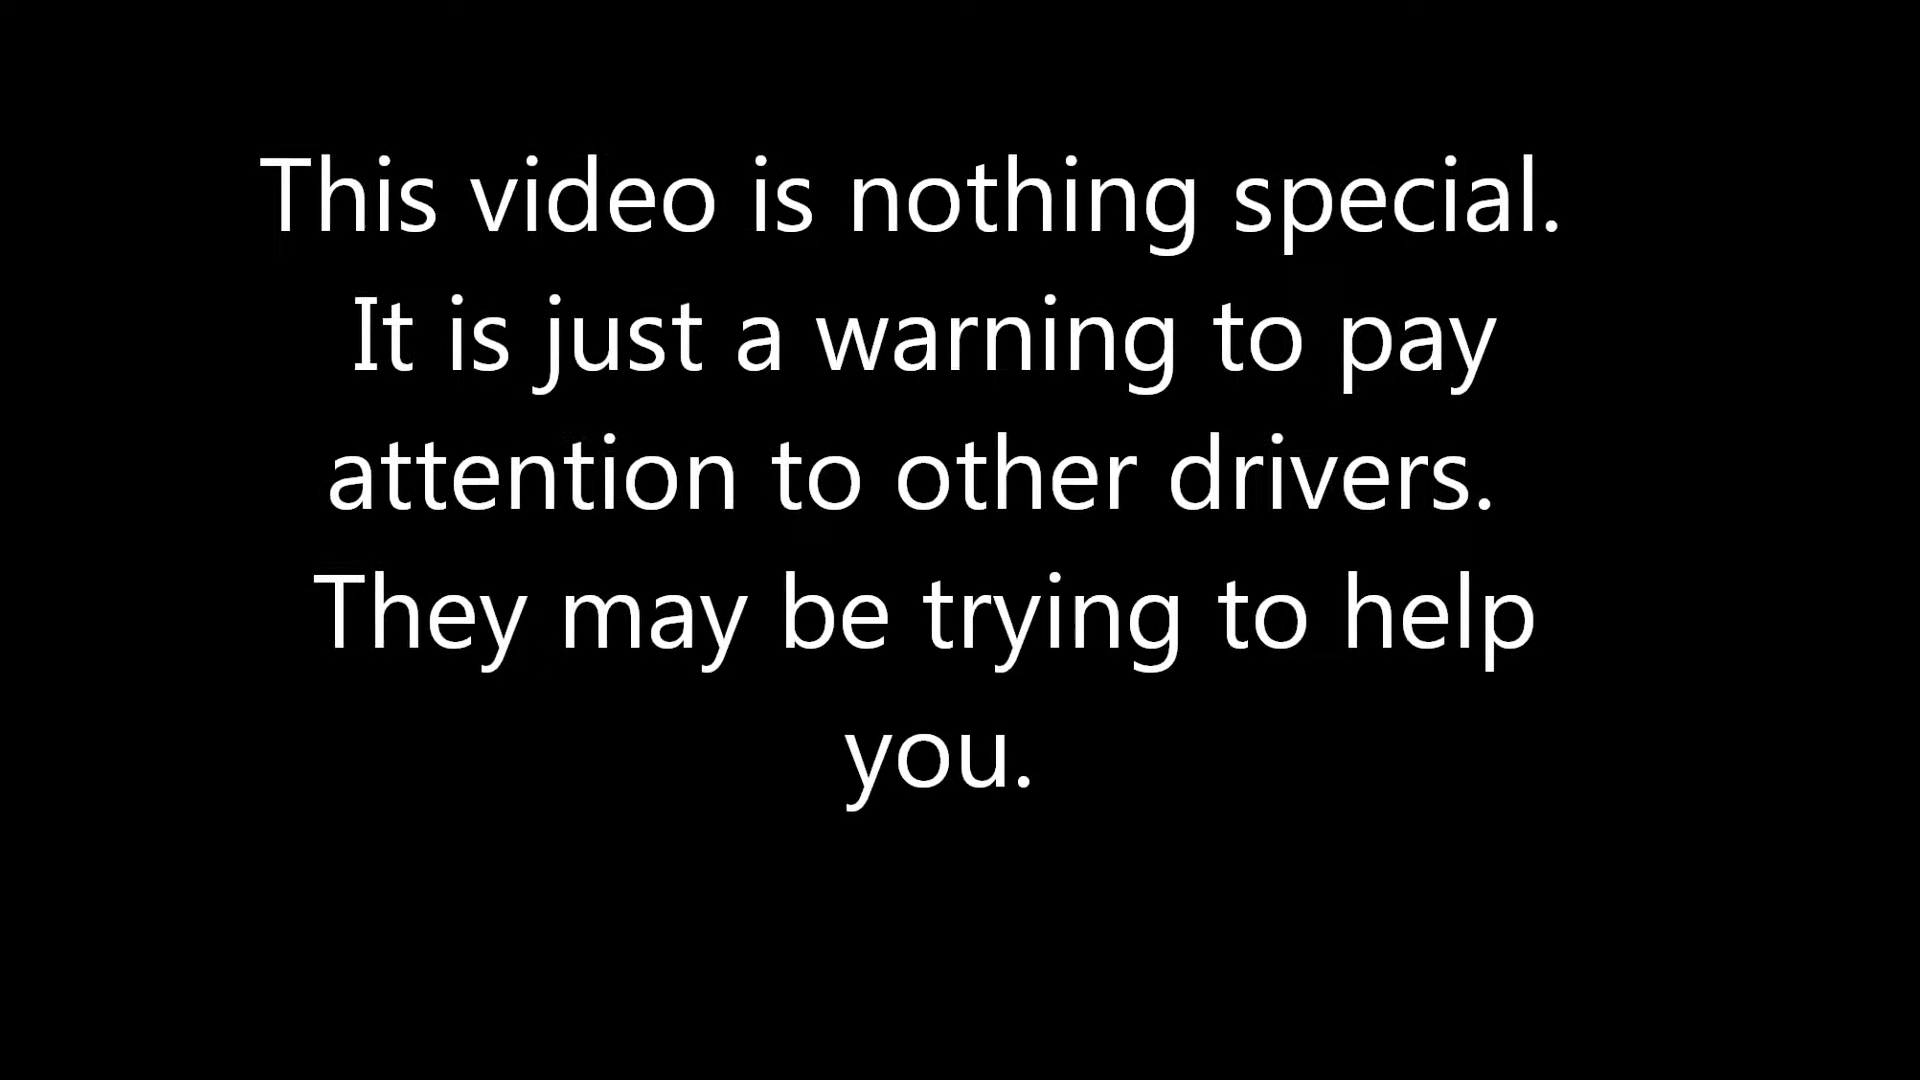 This video is nothing special.
It is just a warning to pay
attention to other drivers.
They may be trying to help
you.